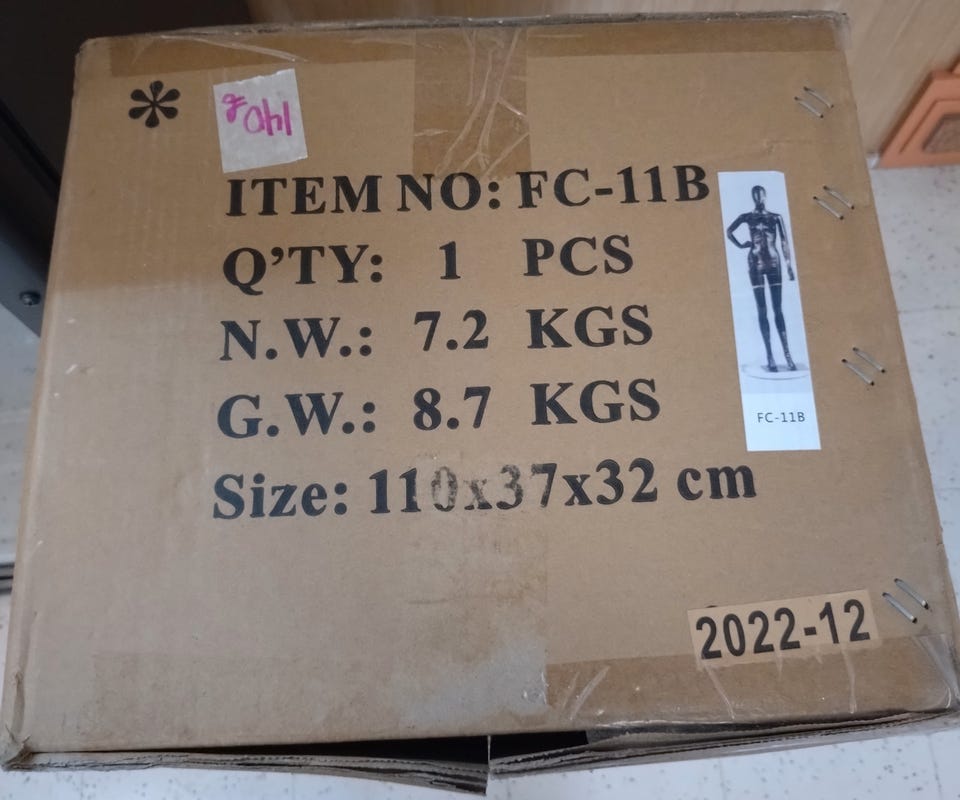 ITEM NO: FC-11B
Q'TY: 1 PCS
N.W.: 7.2 KGS
G.W.: 8.7 KGS
Size: 110x37x32 cm
FC-11B
2022-12